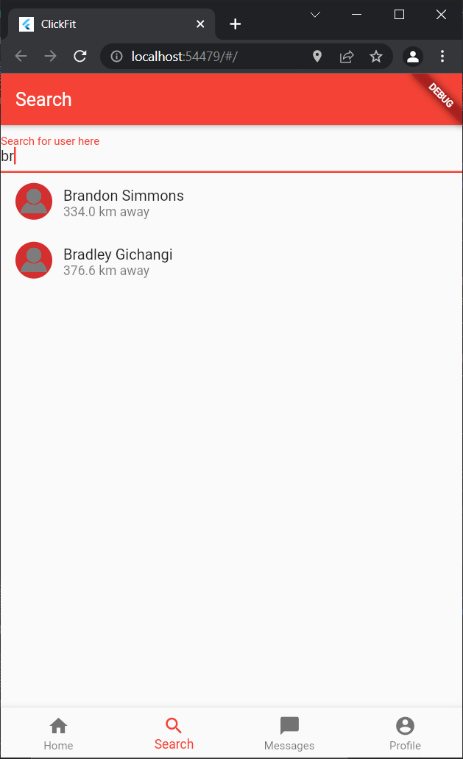 ClickFit
localhost:54479/#/
Search
DEBUG
Search for user here
br
Brandon Simmons
334.0 km away
Bradley Gichangi
376.6 km away
Home
Search
Messages
Profile